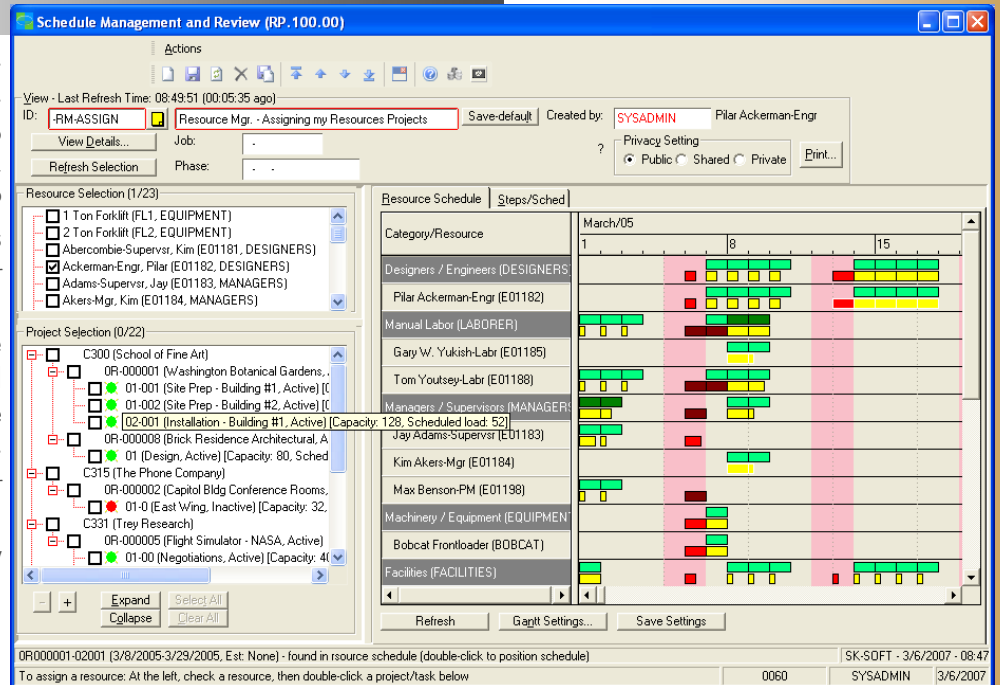 Schedule Management and Review (RP.100.00)
Actions
View - Last Refresh Time: 08:49:51 (00:05:35 ago)
ID: -RM-ASSIGN Resource Mgr. - Assigning my Resources Projects Save-default Created by: SYSADMIN Pilar Ackerman-Engr
View Details... Job: -
? Privacy Setting
Public Shared Private Print...
Refresh Selection Phase: - -
Resource Selection (1/23)
1 Ton Forklift (FL1, EQUIPMENT)
2 Ton Forklift (FL2, EQUIPMENT)
Abercombie-Supervsr, Kim (E01181, DESIGNERS)
Ackerman-Engr, Pilar (E01182, DESIGNERS)
Adams-Supervsr, Jay (E01183, MANAGERS)
Akers-Mgr, Kim (E01184, MANAGERS)
Project Selection (0/22)
C300 (School of Fine Art)
0R-000001 (Washington Botanical Gardens, .
01-001 (Site Prep - Building #1, Active) [C
01-002 (Site Prep - Building #2, Active) [C
02-001 (Installation - Building #1, Active) [Capacity: 128, Scheduled load: 52]
0R-000008 (Brick Residence Architectural, A
01 (Design, Active) [Capacity: 80, Sched
C315 (The Phone Company)
0R-000002 (Capitol Bldg Conference Rooms,
01-0 (East Wing, Inactive) [Capacity: 32,
C331 (Trey Research)
0R-000005 (Flight Simulator - NASA, Active)
01-00 (Negotiations, Active) [Capacity: 4(
- + Expand Select All
Collapse Clear All
Resource Schedule Steps/Sched
Category/Resource March/05
1 8 15
Designers / Engineers (DESIGNERS
Pilar Ackerman-Engr (E01182)
Manual Labor (LABORER)
Gary W. Yukish-Labr (E01185)
Tom Youtsey-Labr (E01188)
Managers / Supervisors (MANAGERS
Jay Adams-Supervsr (E01183)
Kim Akers-Mgr (E01184)
Max Benson-PM (E01198)
Machinery / Equipment (EQUIPMEN
Bobcat Frontloader (BOBCAT)
Facilities (FACILITIES)
Refresh Gantt Settings... Save Settings
0R000001-02001 (3/8/2005-3/29/2005, Est: None) - found in rsource schedule (double-click to position schedule) SK-SOFT - 3/6/2007 - 08:47
To assign a resource: At the left, check a resource, then double-click a project/task below 0060 SYSADMIN 3/6/2007